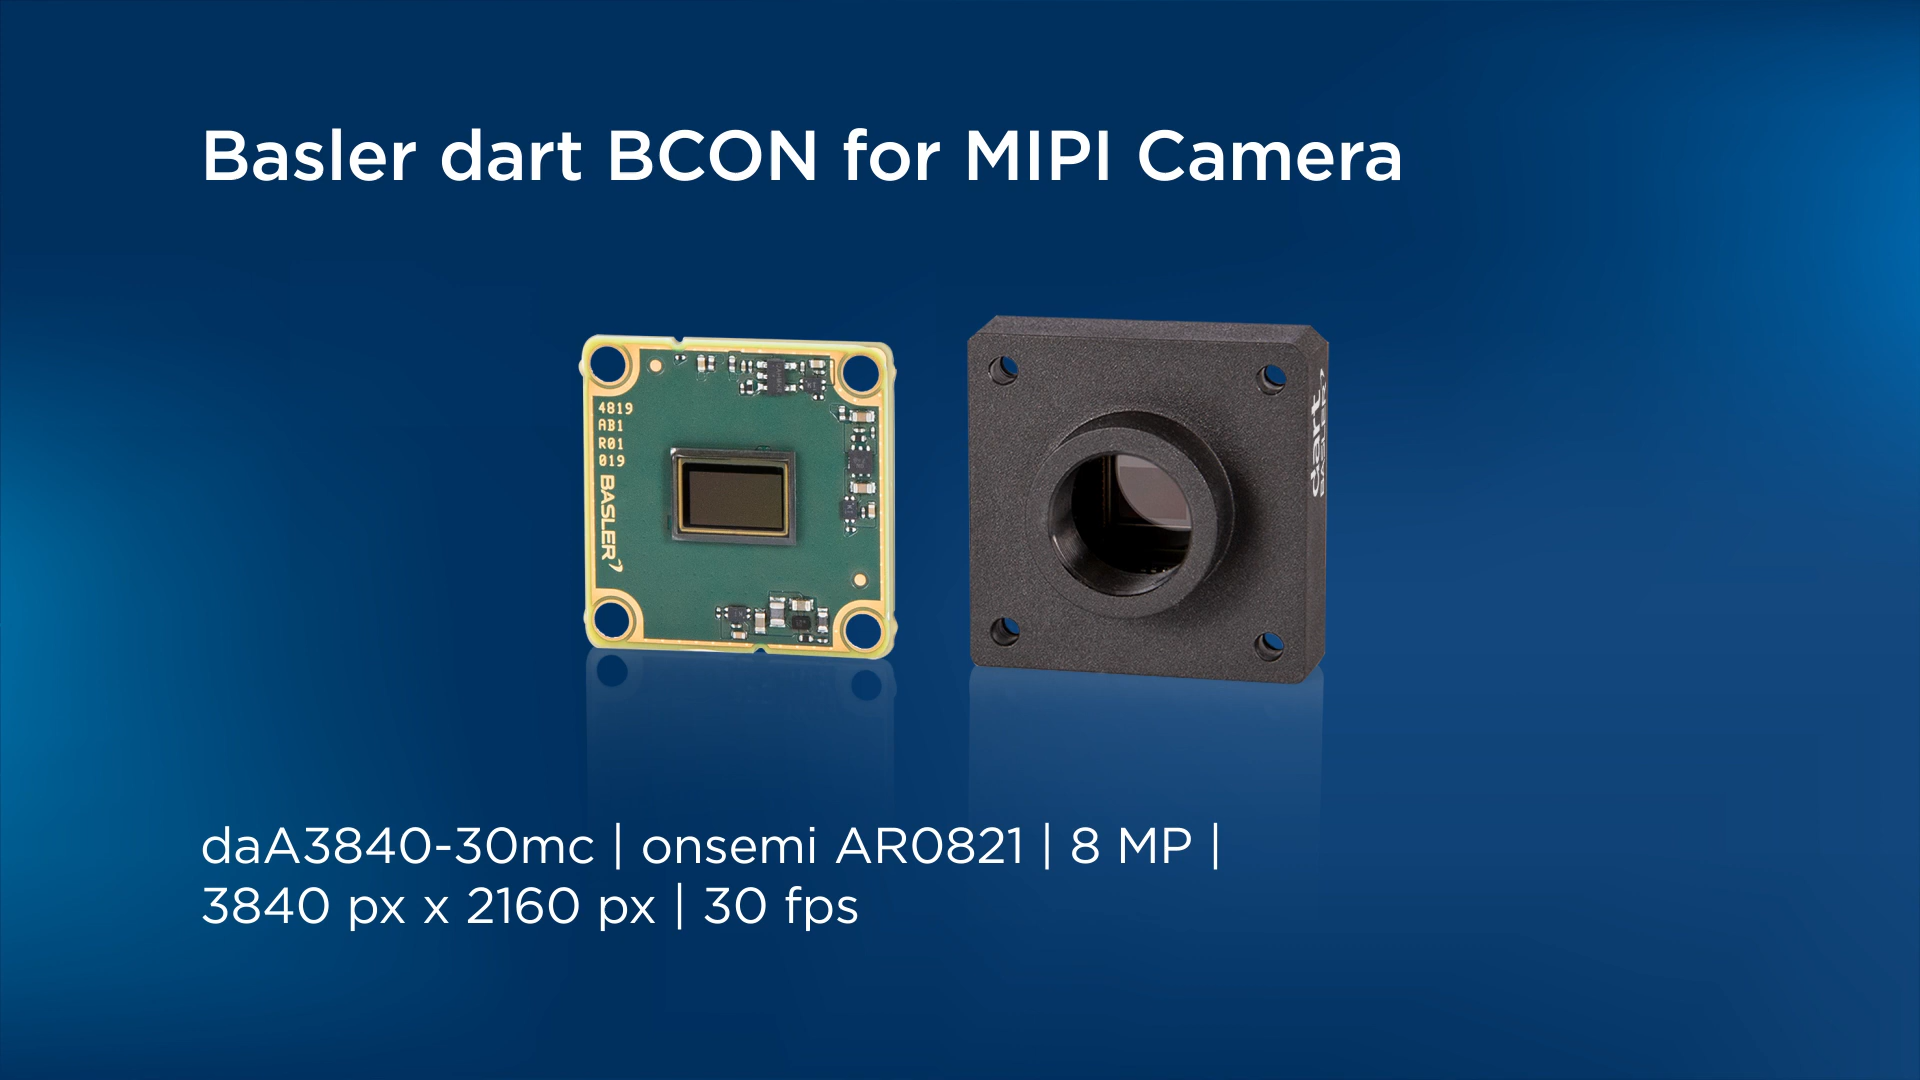 Basler dart BCON for MIPI Camera
4819
AB1
R01
019
BASLER
dart
BASLER
daA3840-30mc | onsemi AR0821 | 8 MP |
3840 px x 2160 px | 30 fps